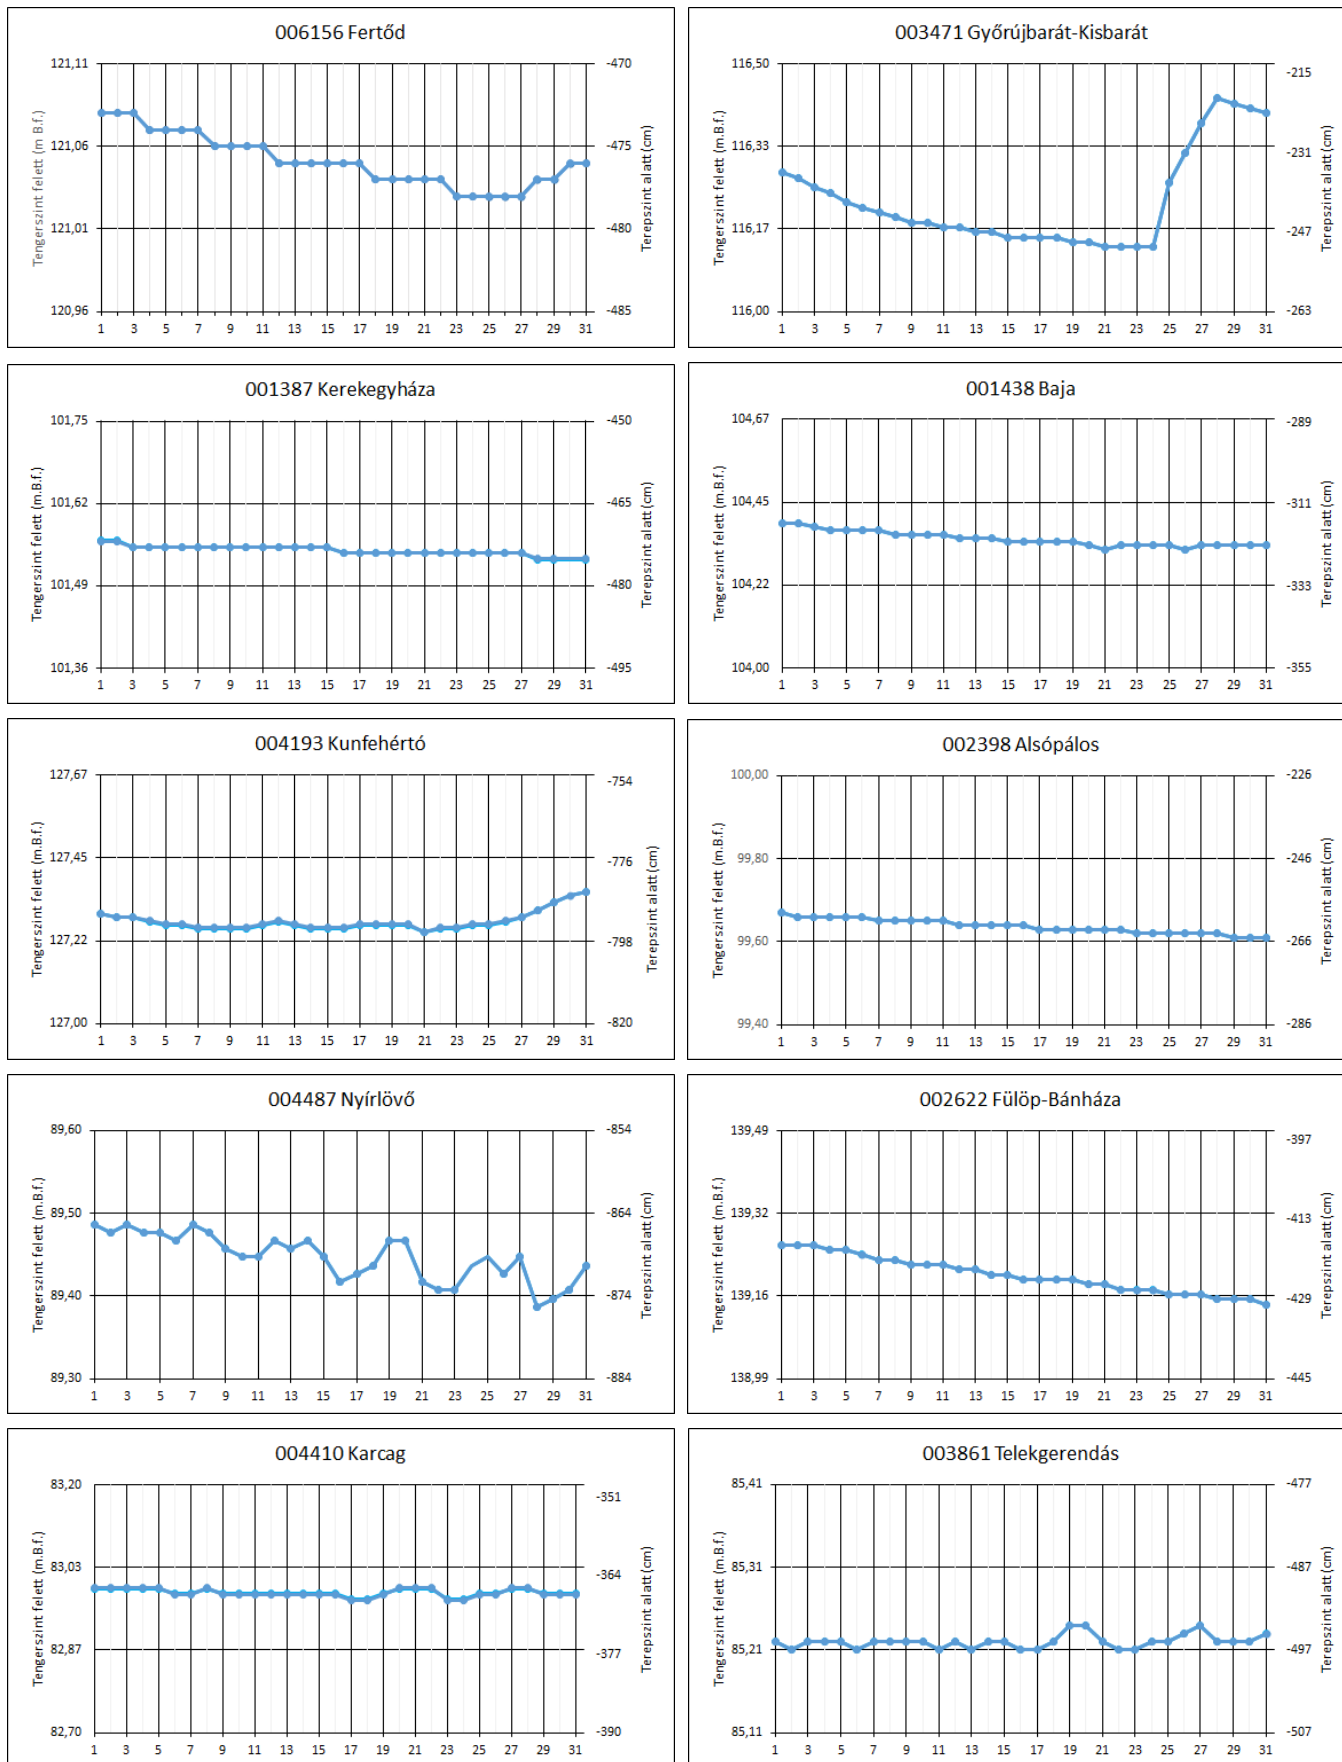 006156 Fertőd
121,11
121,06
121,01
120,96
-470
-475
-480
-485
Tengerszint felett (m B.f.)
Terepszint alatt (cm)
1 3 5 7 9 11 13 15 17 19 21 23 25 27 29 31
003471 Győrújbarát-Kisbarát
116,50
116,33
116,17
116,00
-215
-231
-247
-263
Tengerszint felett (m.B.f.)
Terepszint alatt (cm)
1 3 5 7 9 11 13 15 17 19 21 23 25 27 29 31
001387 Kerekegyháza
101,75
101,62
101,49
101,36
-450
-465
-480
-495
Tengerszint felett (m.B.f.)
Terepszint alatt (cm)
1 3 5 7 9 11 13 15 17 19 21 23 25 27 29 31
001438 Baja
104,67
104,45
104,22
104,00
-289
-311
-333
-355
Tengerszint felett (m.B.f.)
Terepszint alatt (cm)
1 3 5 7 9 11 13 15 17 19 21 23 25 27 29 31
004193 Kunfehértó
127,67
127,45
127,22
127,00
-754
-776
-798
-820
Tengerszint felett (m.B.f.)
Terepszint alatt (cm)
1 3 5 7 9 11 13 15 17 19 21 23 25 27 29 31
002398 Alsópálos
100,00
99,80
99,60
99,40
-226
-246
-266
-286
Tengerszint felett (m.B.f.)
Terepszint alatt (cm)
1 3 5 7 9 11 13 15 17 19 21 23 25 27 29 31
004487 Nyírlövő
89,60
89,50
89,40
89,30
-854
-864
-874
-884
Tengerszint felett (m.B.f.)
Terepszint alatt (cm)
1 3 5 7 9 11 13 15 17 19 21 23 25 27 29 31
002622 Fülöp-Bánháza
139,49
139,32
139,16
138,99
-397
-413
-429
-445
Tengerszint felett (m.B.f.)
Terepszint alatt (cm)
1 3 5 7 9 11 13 15 17 19 21 23 25 27 29 31
004410 Karcag
83,20
83,03
82,87
82,70
-351
-364
-377
-390
Tengerszint felett (m.B.f.)
Terepszint alatt (cm)
1 3 5 7 9 11 13 15 17 19 21 23 25 27 29 31
003861 Telekgerendás
85,41
85,31
85,21
85,11
-477
-487
-497
-507
Tengerszint felett (m.B.f.)
Terepszint alatt (cm)
1 3 5 7 9 11 13 15 17 19 21 23 25 27 29 31